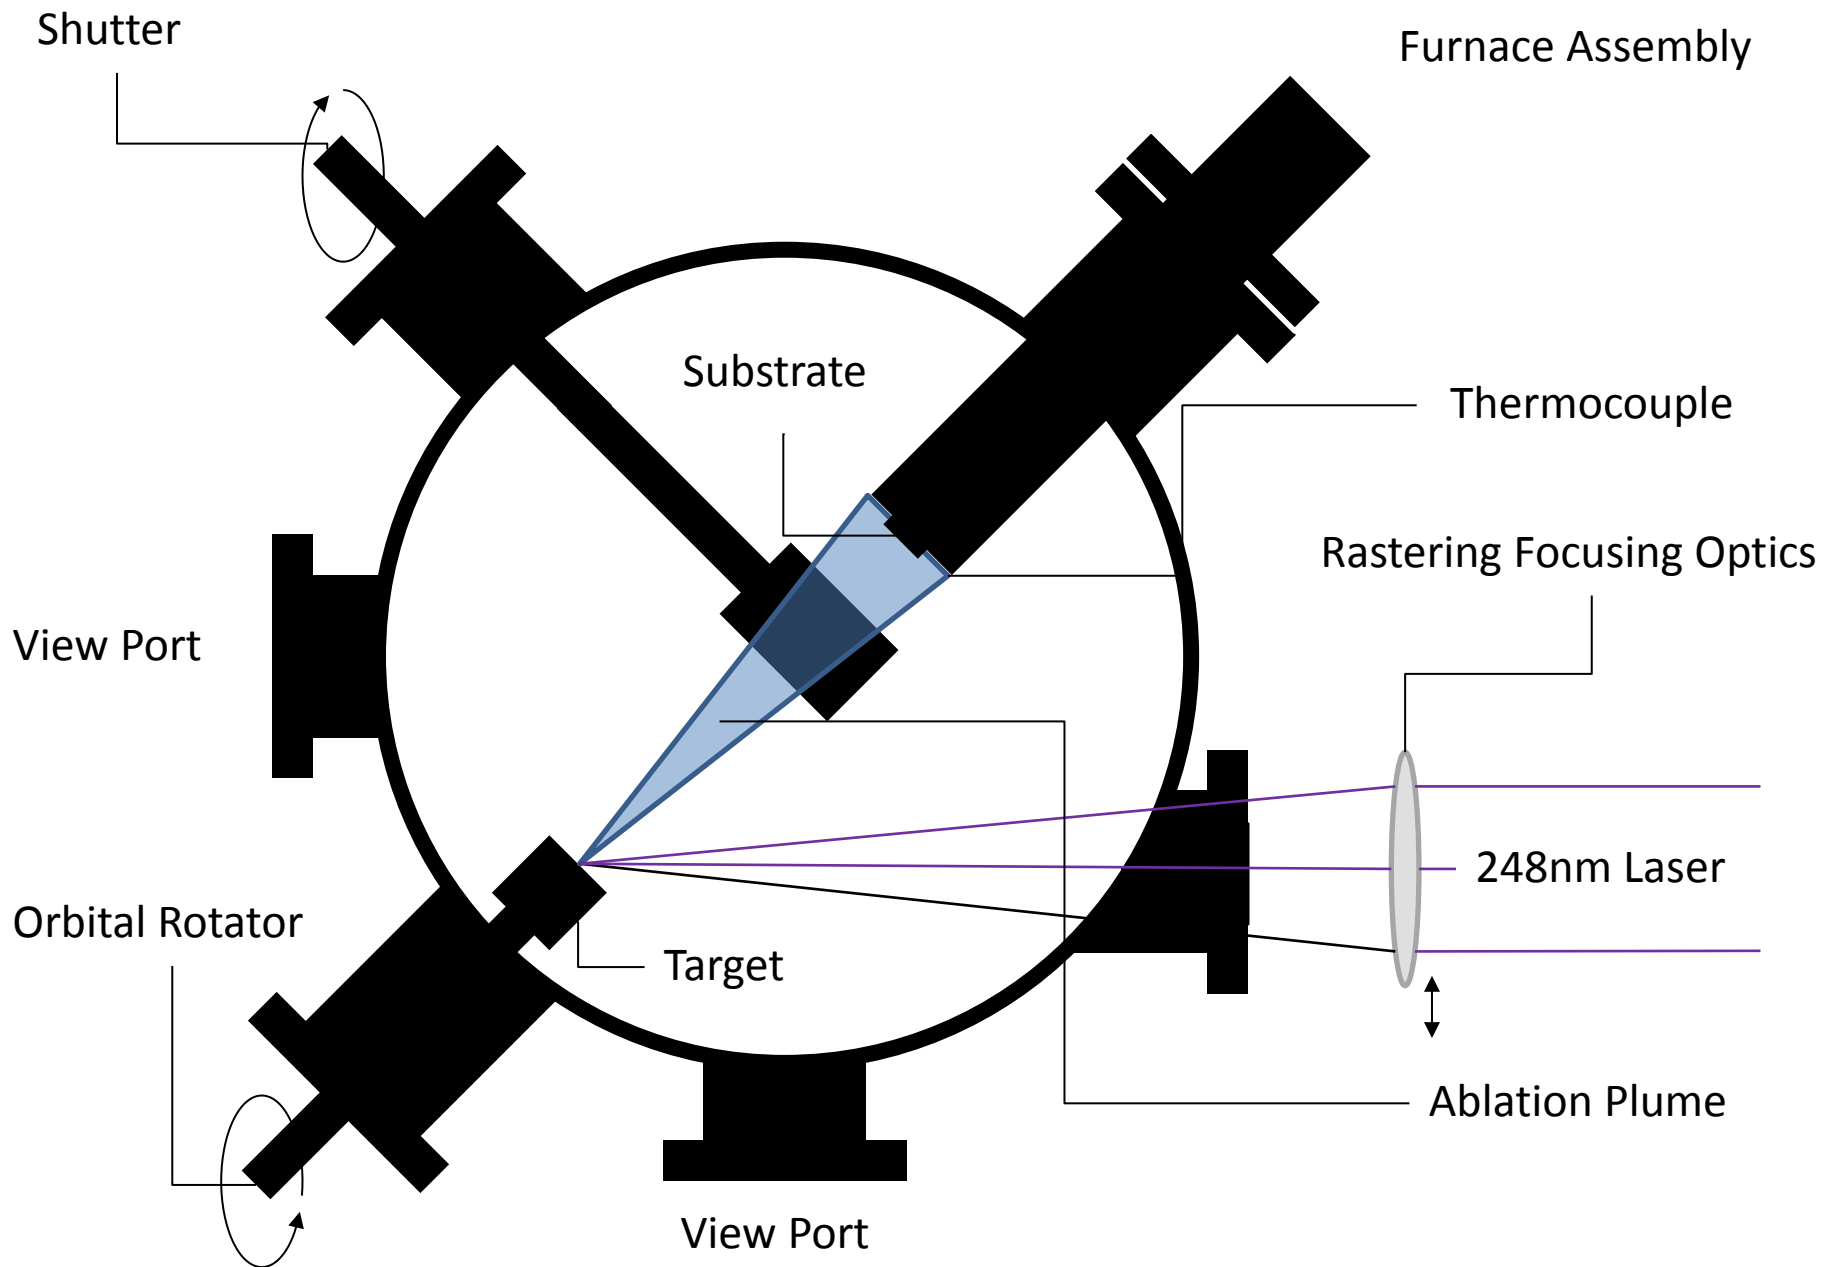 Shutter
Furnace Assembly
Substrate
Thermocouple
Rastering Focusing Optics
View Port
248nm Laser
Orbital Rotator
Target
Ablation Plume
View Port